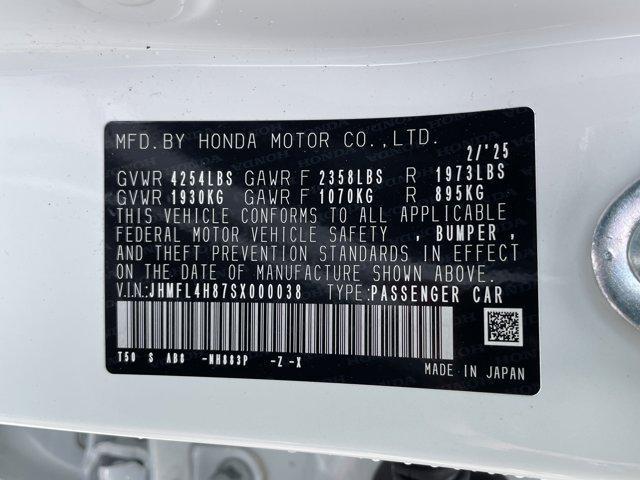 MFD. BY HONDA MOTOR CO., LTD. 2/'25
GVWR 4254LBS GAWR F 2358LBS R 1973LBS
GVWR 1930KG GAWR F 1070KG R 895KG
THIS VEHICLE CONFORMS TO ALL APPLICABLE
FEDERAL MOTOR VEHICLE SAFETY , BUMPER ,
AND THEFT PREVENTION STANDARDS IN EFFECT
ON THE DATE OF MANUFACTURE SHOWN ABOVE.
V.I.N.: JHMFL4H87SX000038 TYPE: PASSENGER CAR
T50 S AB8 -NH883P -Z -X
MADE IN JAPAN